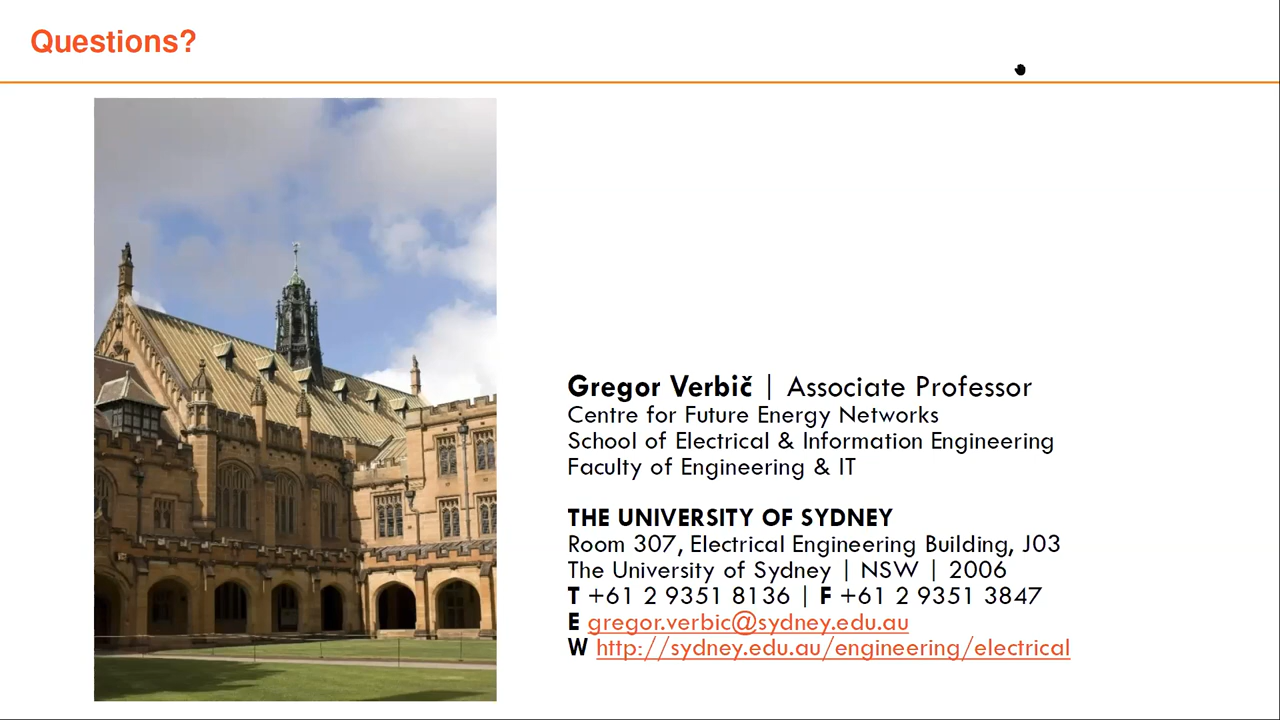 Questions?
Gregor Verbič | Associate Professor
Centre for Future Energy Networks
School of Electrical & Information Engineering
Faculty of Engineering & IT
THE UNIVERSITY OF SYDNEY
Room 307, Electrical Engineering Building, J03
The University of Sydney | NSW | 2006
T +61 2 9351 8136 | F +61 2 9351 3847
E gregor.verbic@sydney.edu.au
W http://sydney.edu.au/engineering/electrical